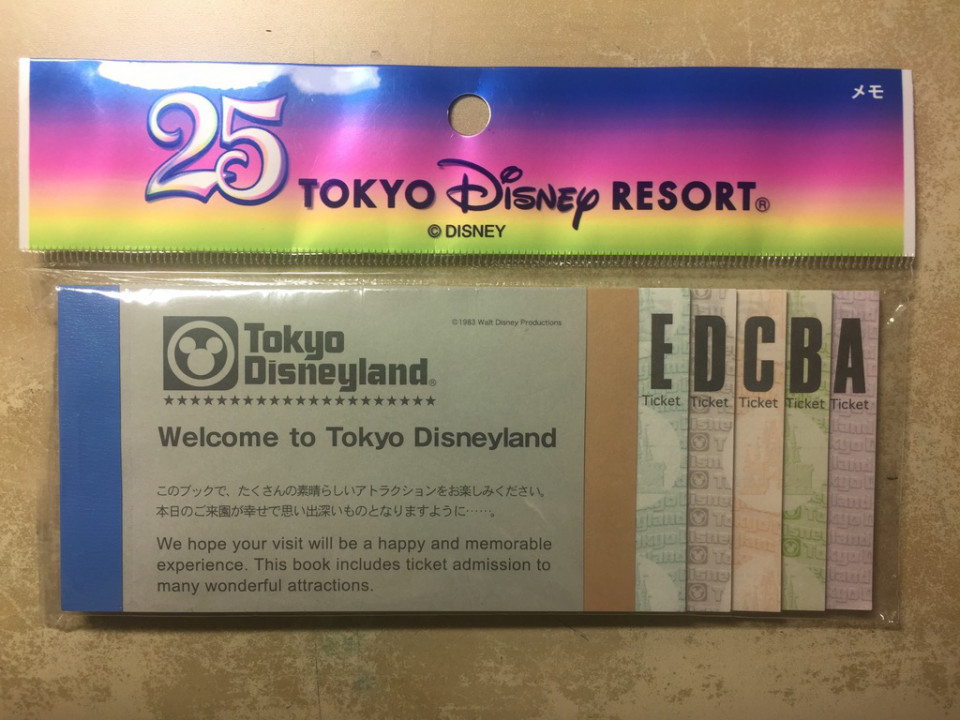 メモ
25 TOKYO Disney RESORT®
© DISNEY
©1983 Walt Disney Productions
Tokyo
Disneyland®
Welcome to Tokyo Disneyland
このブックで、たくさんの素晴らしいアトラクションをお楽しみください。
本日のご来園が幸せで思い出深いものとなりますように……。
We hope your visit will be a happy and memorable
experience. This book includes ticket admission to
many wonderful attractions.
E D C B A
Ticket Ticket Ticket Ticket Ticket